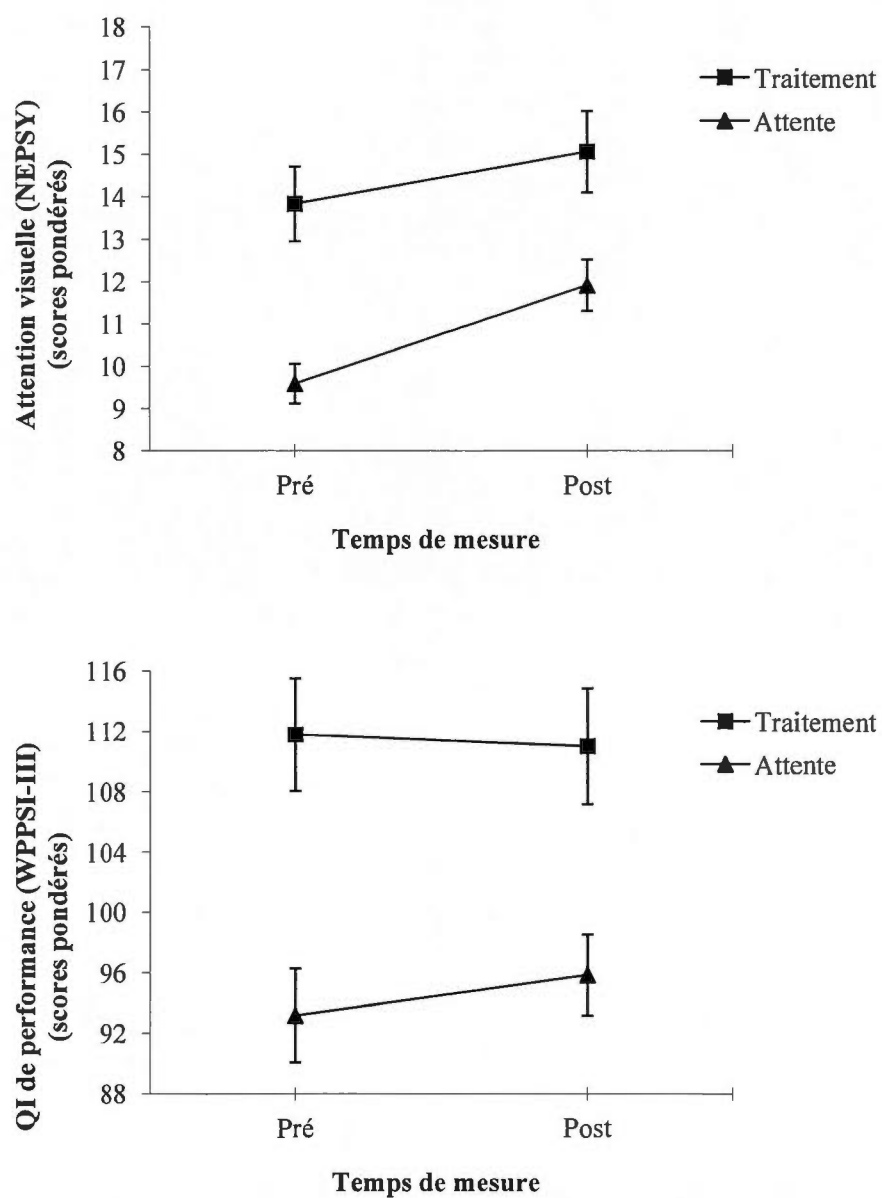 18
17
16
15
14
13
12
11
10
9
8
Attention visuelle (NEPSY)
(scores pondérés)
Traitement
Attente
Pré Post
Temps de mesure
116
112
108
104
100
96
92
88
QI de performance (WPPSI-III)
(scores pondérés)
Traitement
Attente
Pré Post
Temps de mesure